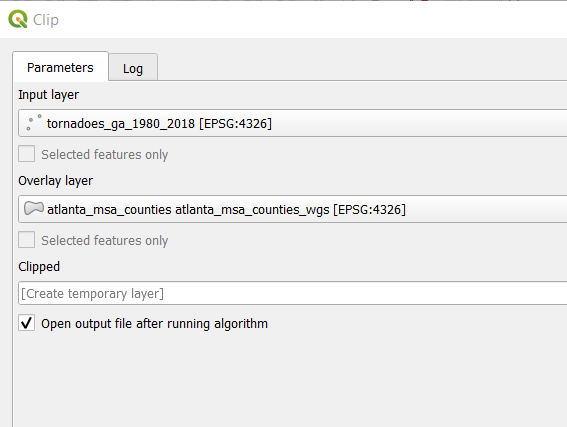 Clip
Parameters Log
Input layer
tornadoes_ga_1980_2018 [EPSG:4326]
Selected features only
Overlay layer
atlanta_msa_counties atlanta_msa_counties_wgs [EPSG:4326]
Selected features only
Clipped
[Create temporary layer]
Open output file after running algorithm